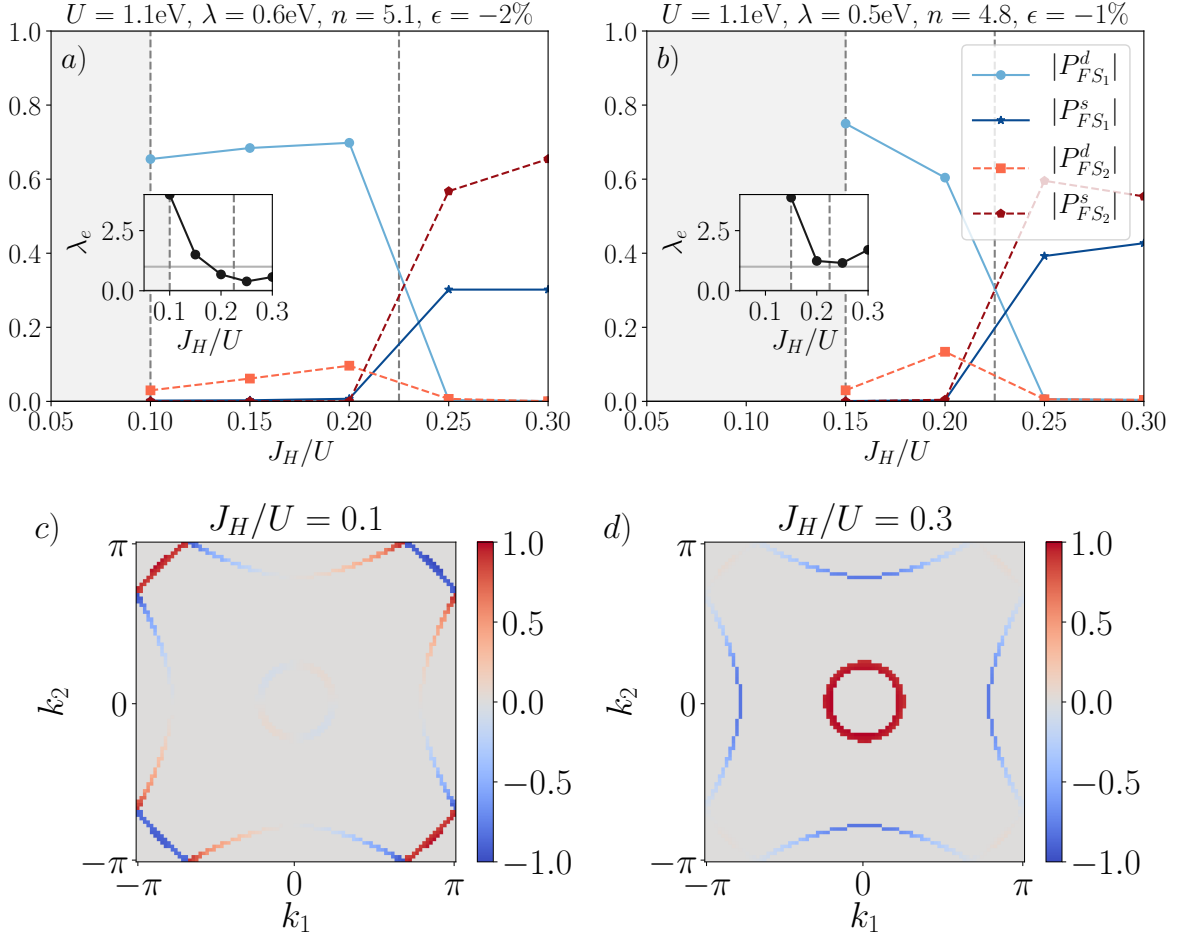 U = 1.1eV, λ = 0.6eV, n = 5.1, ϵ = −2%
a)
1.0
0.8
0.6
0.4
0.2
0.0
0.05 0.10 0.15 0.20 0.25 0.30
J_H/U
λ_e
2.5
0.0
0.1 0.2 0.3
J_H/U
U = 1.1eV, λ = 0.5eV, n = 4.8, ϵ = −1%
b)
|P^d_{FS_1}|
|P^s_{FS_1}|
|P^d_{FS_2}|
|P^s_{FS_2}|
1.0
0.8
0.6
0.4
0.2
0.0
0.05 0.10 0.15 0.20 0.25 0.30
J_H/U
λ_e
2.5
0.0
0.1 0.2 0.3
J_H/U
c)
J_H/U = 0.1
π
0
−π
k_2
−π 0 π
k_1
1.0
0.5
0.0
−0.5
−1.0
d)
J_H/U = 0.3
π
0
−π
k_2
−π 0 π
k_1
1.0
0.5
0.0
−0.5
−1.0